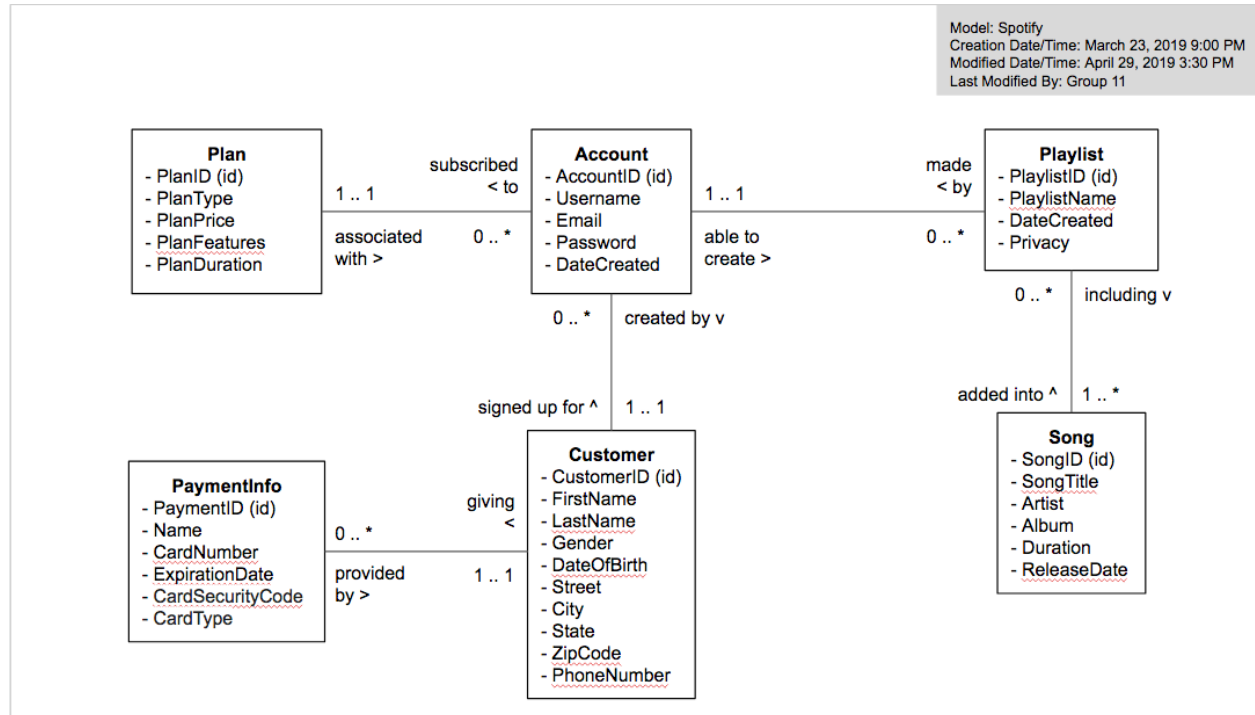 Model: Spotify
Creation Date/Time: March 23, 2019 9:00 PM
Modified Date/Time: April 29, 2019 3:30 PM
Last Modified By: Group 11
Plan
- PlanID (id)
- PlanType
- PlanPrice
- PlanFeatures
- PlanDuration
1 .. 1
associated
with >
subscribed
< to
0 .. *
Account
- AccountID (id)
- Username
- Email
- Password
- DateCreated
1 .. 1
able to
create >
made
< by
0 .. *
Playlist
- PlaylistID (id)
- PlaylistName
- DateCreated
- Privacy
0 .. *
created by v
signed up for ^
1 .. 1
0 .. *
including v
added into ^
1 .. *
PaymentInfo
- PaymentID (id)
- Name
- CardNumber
- ExpirationDate
- CardSecurityCode
- CardType
0 .. *
provided
by >
giving
<
1 .. 1
Customer
- CustomerID (id)
- FirstName
- LastName
- Gender
- DateOfBirth
- Street
- City
- State
- ZipCode
- PhoneNumber
Song
- SongID (id)
- SongTitle
- Artist
- Album
- Duration
- ReleaseDate